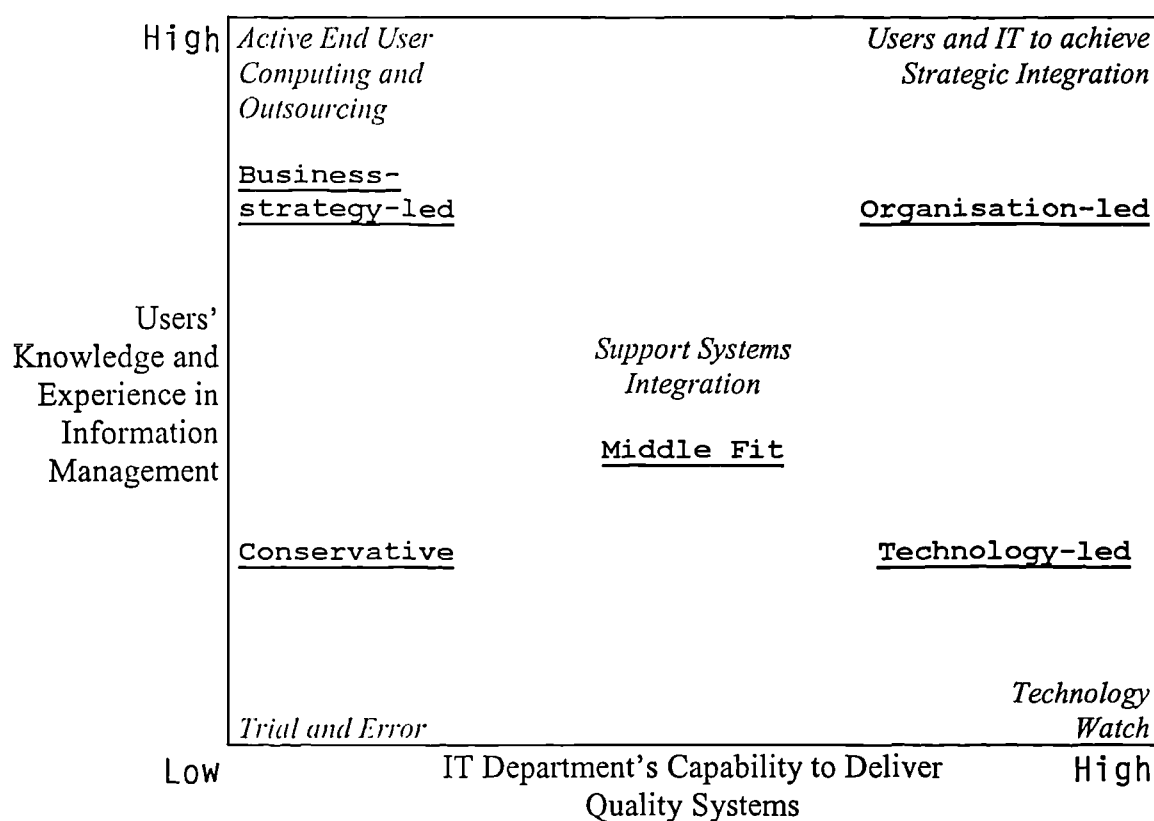 High
Active End User
Computing and
Outsourcing
Users and IT to achieve
Strategic Integration
Business-
strategy-led
Organisation-led
Users'
Knowledge and
Experience in
Information
Management
Support Systems
Integration
Middle Fit
Conservative
Technology-led
Trial and Error
Technology
Watch
Low
IT Department's Capability to Deliver
Quality Systems
High